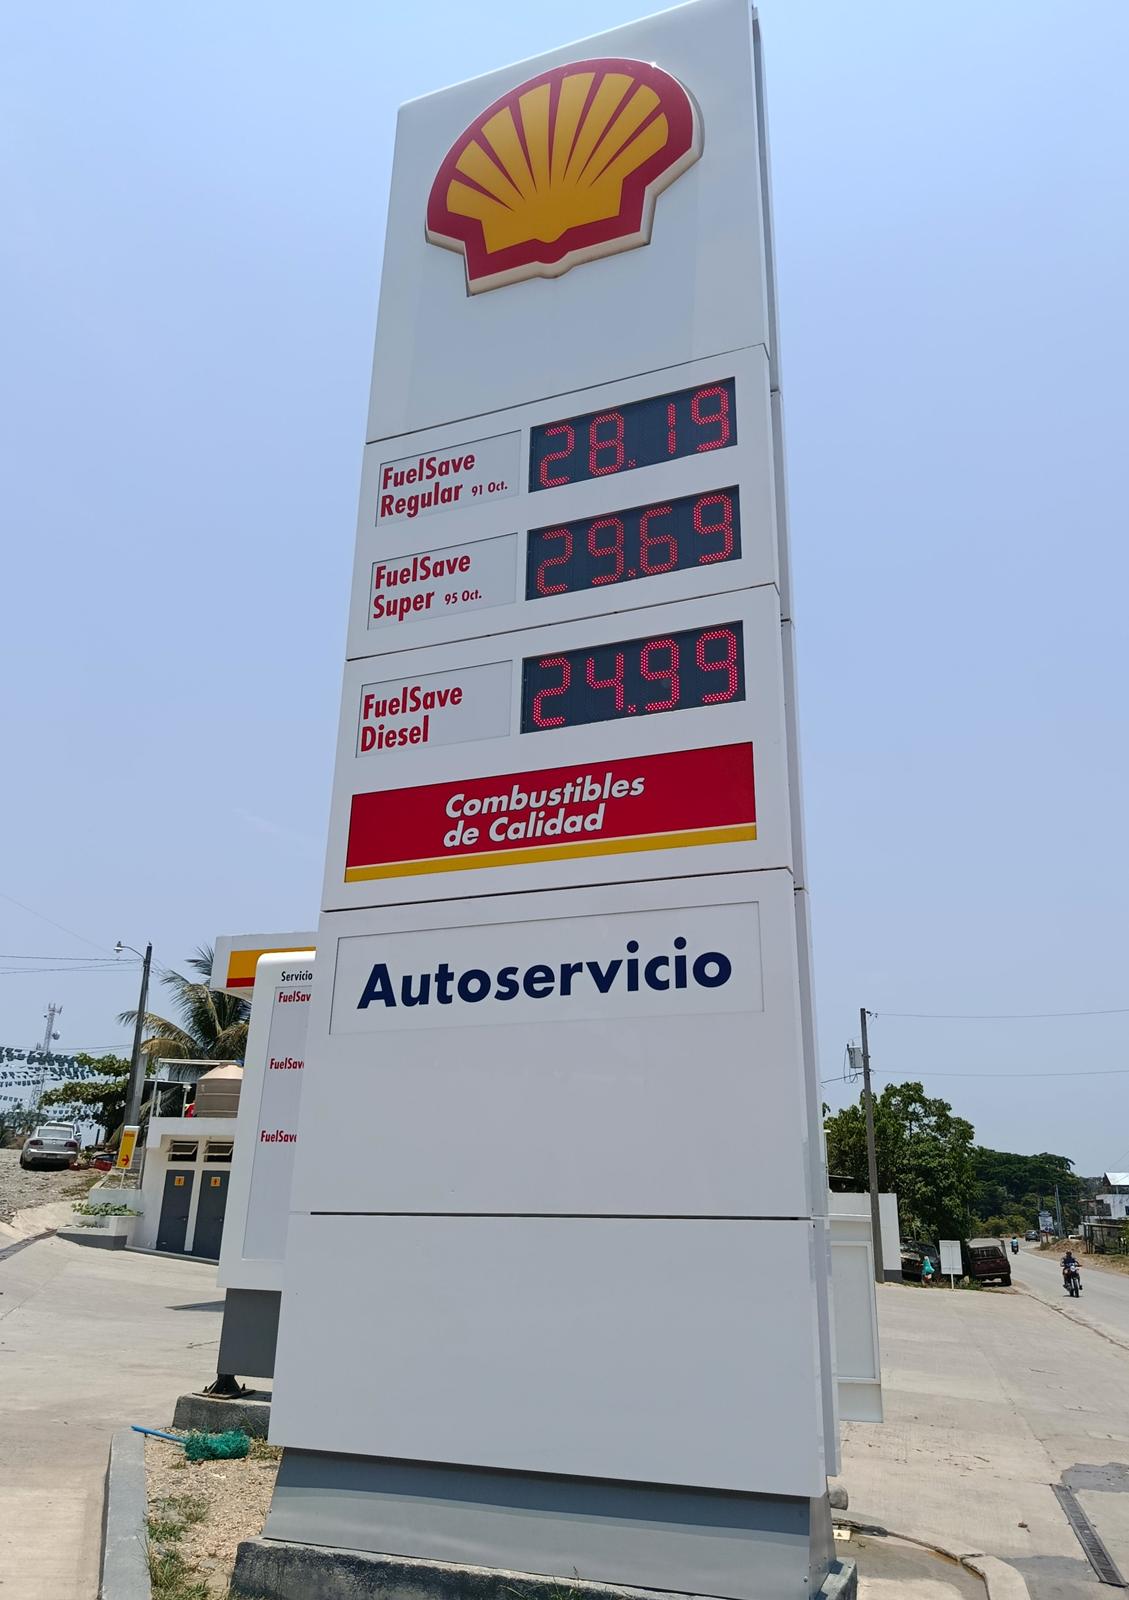 FuelSave
Regular 91 Oct.
28.19
FuelSave
Super 95 Oct.
29.69
FuelSave
Diesel
24.99
Combustibles
de Calidad
Autoservicio
Servicio
FuelSav
FuelSave
FuelSave